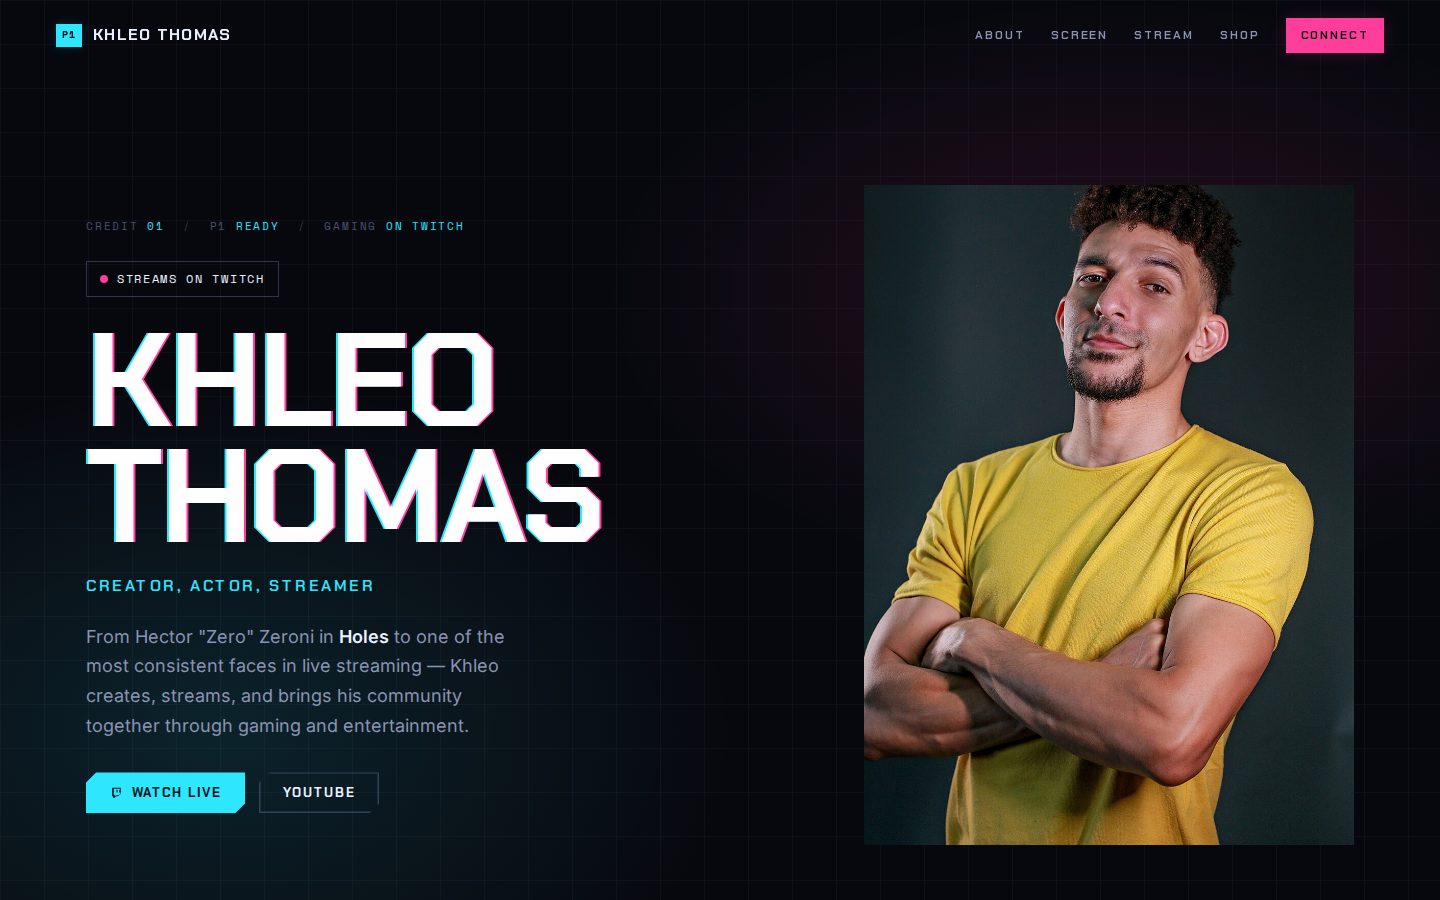 P1 KHLEO THOMAS
ABOUT SCREEN STREAM SHOP CONNECT
CREDIT 01 / P1 READY / GAMING ON TWITCH
STREAMS ON TWITCH
KHLEO
THOMAS
CREATOR, ACTOR, STREAMER
From Hector "Zero" Zeroni in Holes to one of the
most consistent faces in live streaming — Khleo
creates, streams, and brings his community
together through gaming and entertainment.
WATCH LIVE YOUTUBE